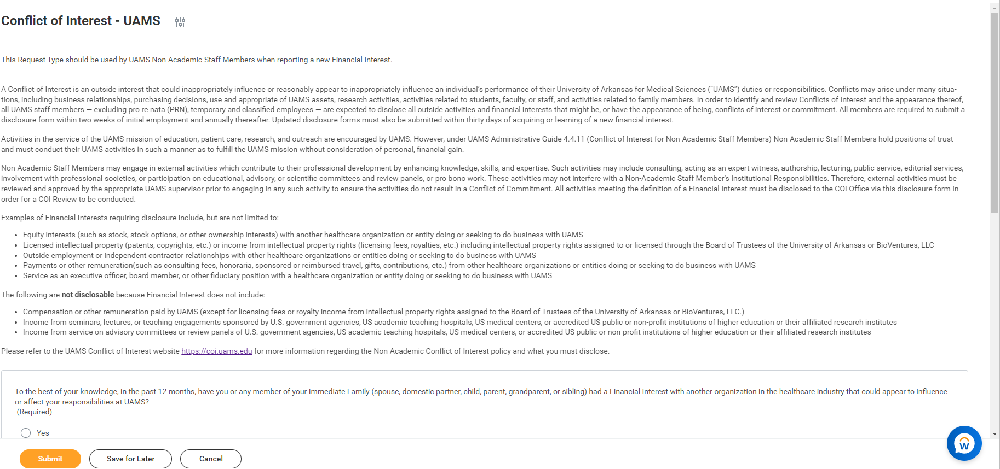 Conflict of Interest - UAMS
This Request Type should be used by UAMS Non-Academic Staff Members when reporting a new Financial Interest.
A Conflict of Interest is an outside interest that could inappropriately influence or reasonably appear to inappropriately influence an individual’s performance of their University of Arkansas for Medical Sciences (“UAMS”) duties or responsibilities. Conflicts may arise under many situa-
tions, including business relationships, purchasing decisions, use and appropriate of UAMS assets, research activities, activities related to students, faculty, or staff, and activities related to family members. In order to identify and review Conflicts of Interest and the appearance thereof,
all UAMS staff members — excluding pro re nata (PRN), temporary and classified employees — are expected to disclose all outside activities and financial interests that might be, or have the appearance of being, conflicts of interest or commitment. All members are required to submit a
disclosure form within two weeks of initial employment and annually thereafter. Updated disclosure forms must also be submitted within thirty days of acquiring or learning of a new financial interest.
Activities in the service of the UAMS mission of education, patient care, research, and outreach are encouraged by UAMS. However, under UAMS Administrative Guide 4.4.11 (Conflict of Interest for Non-Academic Staff Members) Non-Academic Staff Members hold positions of trust
and must conduct their UAMS activities in such a manner as to fulfill the UAMS mission without consideration of personal, financial gain.
Non-Academic Staff Members may engage in external activities which contribute to their professional development by enhancing knowledge, skills, and expertise. Such activities may include consulting, acting as an expert witness, authorship, lecturing, public service, editorial services,
involvement with professional societies, or participation on educational, advisory, or scientific committees and review panels, or pro bono work. These activities may not interfere with a Non-Academic Staff Member’s Institutional Responsibilities. Therefore, external activities must be
reviewed and approved by the appropriate UAMS supervisor prior to engaging in any such activity to ensure the activities do not result in a Conflict of Commitment. All activities meeting the definition of a Financial Interest must be disclosed to the COI Office via this disclosure form in
order for a COI Review to be conducted.
Examples of Financial Interests requiring disclosure include, but are not limited to:
• Equity interests (such as stock, stock options, or other ownership interests) with another healthcare organization or entity doing or seeking to do business with UAMS
• Licensed intellectual property (patents, copyrights, etc.) or income from intellectual property rights (licensing fees, royalties, etc.) including intellectual property rights assigned to or licensed through the Board of Trustees of the University of Arkansas or BioVentures, LLC
• Outside employment or independent contractor relationships with other healthcare organizations or entities doing or seeking to do business with UAMS
• Payments or other remuneration(such as consulting fees, honoraria, sponsored or reimbursed travel, gifts, contributions, etc.) from other healthcare organizations or entities doing or seeking to do business with UAMS
• Service as an executive officer, board member, or other fiduciary position with a healthcare organization or entity doing or seeking to do business with UAMS
The following are not disclosable because Financial Interest does not include:
• Compensation or other remuneration paid by UAMS (except for licensing fees or royalty income from intellectual property rights assigned to the Board of Trustees of the University of Arkansas or BioVentures, LLC.)
• Income from seminars, lectures, or teaching engagements sponsored by U.S. government agencies, US academic teaching hospitals, US medical centers, or accredited US public or non-profit institutions of higher education or their affiliated research institutes
• Income from service on advisory committees or review panels of U.S. government agencies, US academic teaching hospitals, US medical centers, or accredited US public or non-profit institutions of higher education or their affiliated research institutes
Please refer to the UAMS Conflict of Interest website https://coi.uams.edu for more information regarding the Non-Academic Conflict of Interest policy and what you must disclose.
To the best of your knowledge, in the past 12 months, have you or any member of your Immediate Family (spouse, domestic partner, child, parent, grandparent, or sibling) had a Financial Interest with another organization in the healthcare industry that could appear to influence
or affect your responsibilities at UAMS?
(Required)
Yes
Submit Save for Later Cancel
W